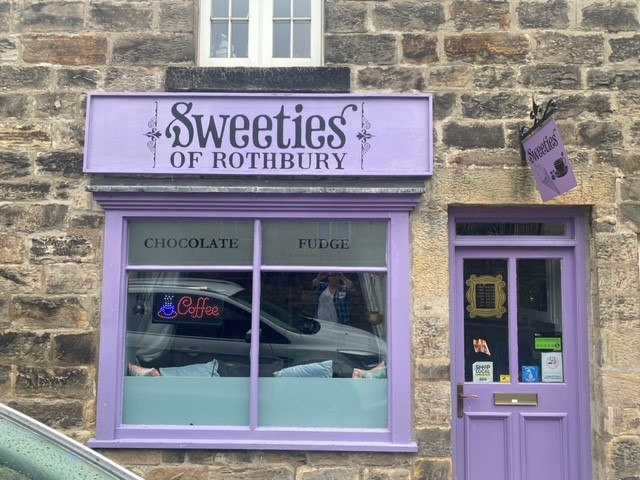 Sweeties
OF ROTHBURY
Sweeties
CHOCOLATE
FUDGE
Coffee
SHOP
LOCAL